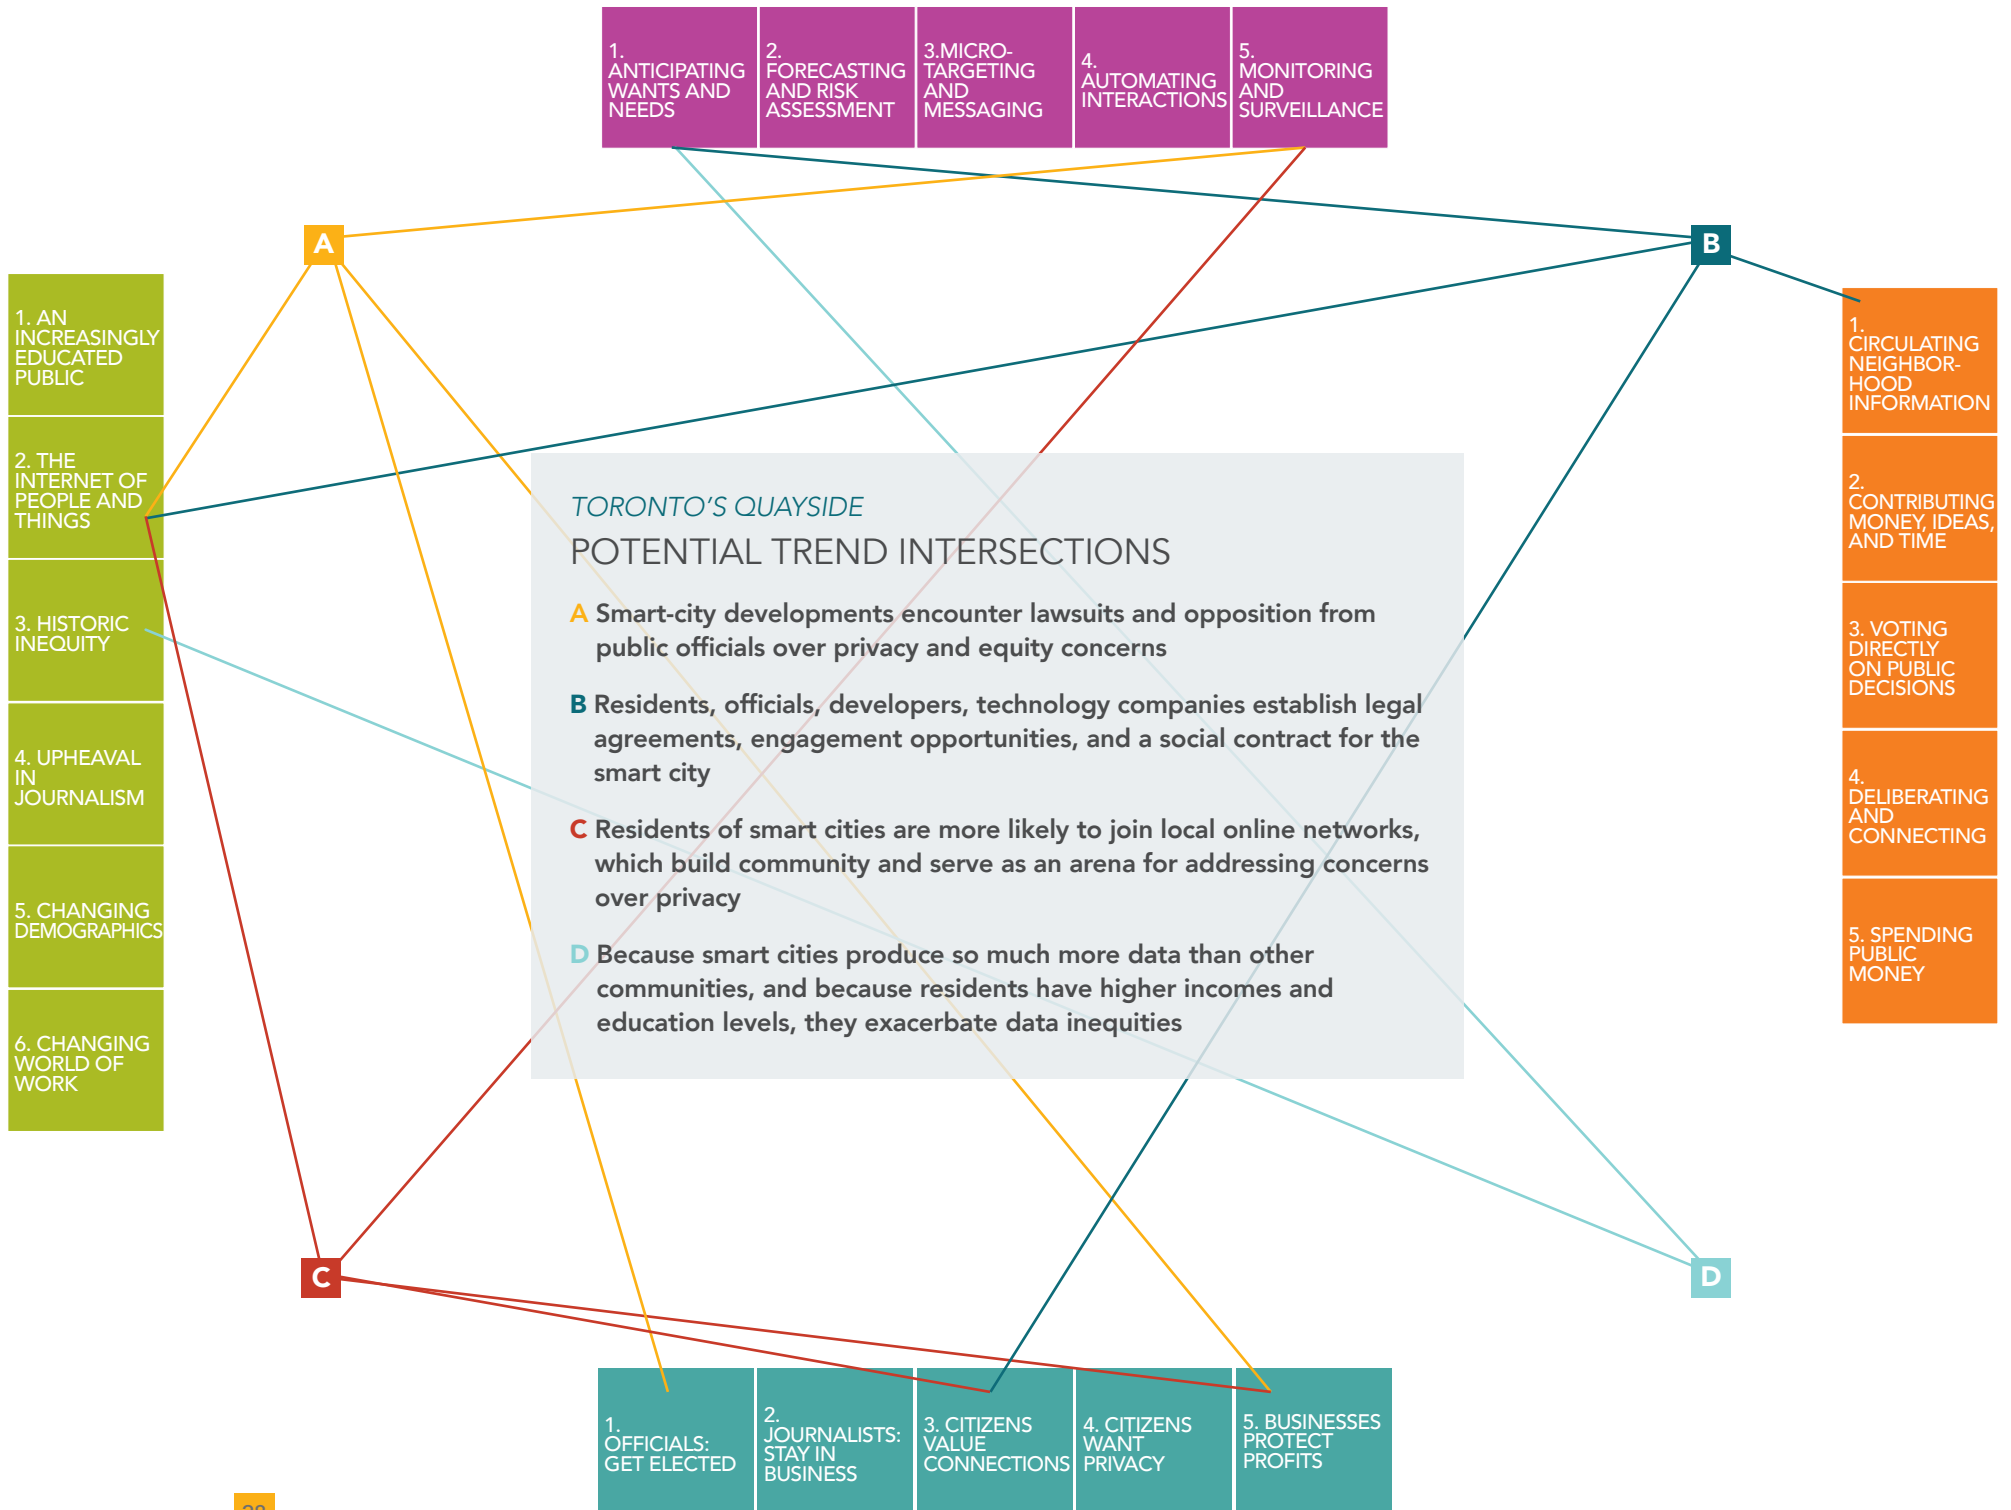 1.
ANTICIPATING
WANTS AND
NEEDS
2.
FORECASTING
AND RISK
ASSESSMENT
3.MICRO-
TARGETING
AND
MESSAGING
4.
AUTOMATING
INTERACTIONS
5.
MONITORING
AND
SURVEILLANCE
A
B
1. AN
INCREASINGLY
EDUCATED
PUBLIC
2. THE
INTERNET OF
PEOPLE AND
THINGS
3. HISTORIC
INEQUITY
4. UPHEAVAL
IN
JOURNALISM
5. CHANGING
DEMOGRAPHICS
6. CHANGING
WORLD OF
WORK
TORONTO'S QUAYSIDE
POTENTIAL TREND INTERSECTIONS
A Smart-city developments encounter lawsuits and opposition from
public officials over privacy and equity concerns
B Residents, officials, developers, technology companies establish legal
agreements, engagement opportunities, and a social contract for the
smart city
C Residents of smart cities are more likely to join local online networks,
which build community and serve as an arena for addressing concerns
over privacy
D Because smart cities produce so much more data than other
communities, and because residents have higher incomes and
education levels, they exacerbate data inequities
1.
CIRCULATING
NEIGHBOR-
HOOD
INFORMATION
2.
CONTRIBUTING
MONEY, IDEAS,
AND TIME
3. VOTING
DIRECTLY
ON PUBLIC
DECISIONS
4.
DELIBERATING
AND
CONNECTING
5. SPENDING
PUBLIC
MONEY
C
D
1.
OFFICIALS:
GET ELECTED
2.
JOURNALISTS:
STAY IN
BUSINESS
3. CITIZENS
VALUE
CONNECTIONS
4. CITIZENS
WANT
PRIVACY
5. BUSINESSES
PROTECT
PROFITS